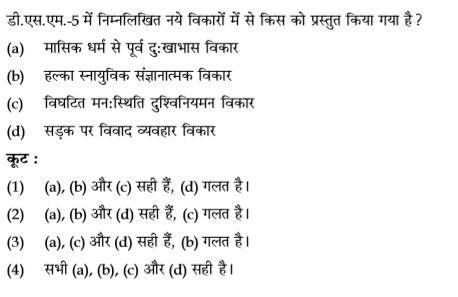 डी.एस.एम.-5 में निम्नलिखित नये विकारों में से किस को प्रस्तुत किया गया है ?
(a) मासिक धर्म से पूर्व दु:खाभास विकार
(b) हल्का स्नायुविक संज्ञानात्मक विकार
(c) विघटित मन:स्थिति दुश्विनियमन विकार
(d) सड़क पर विवाद व्यवहार विकार
कूट :
(1) (a), (b) और (c) सही हैं, (d) गलत है।
(2) (a), (b) और (d) सही हैं, (c) गलत है।
(3) (a), (c) और (d) सही हैं, (b) गलत है।
(4) सभी (a), (b), (c) और (d) सही है।